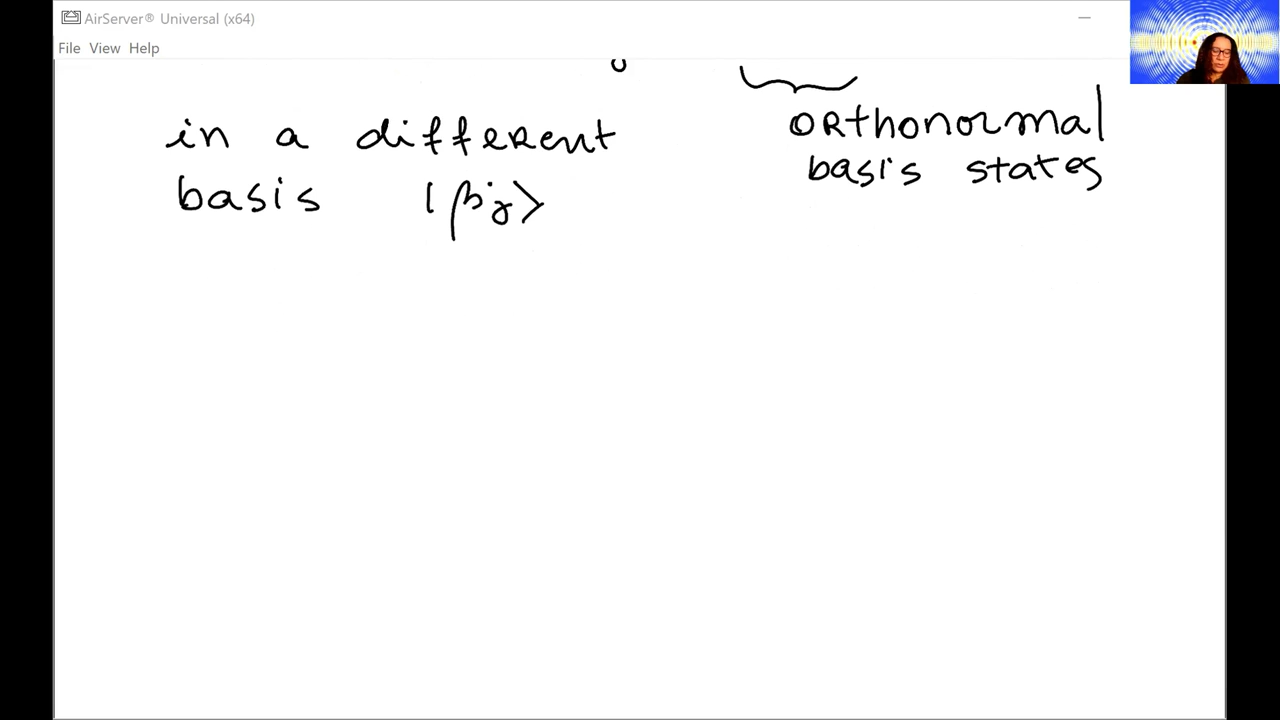 AirServer® Universal (x64)
File View Help
in a different
basis |βj>
orthonormal
basis states